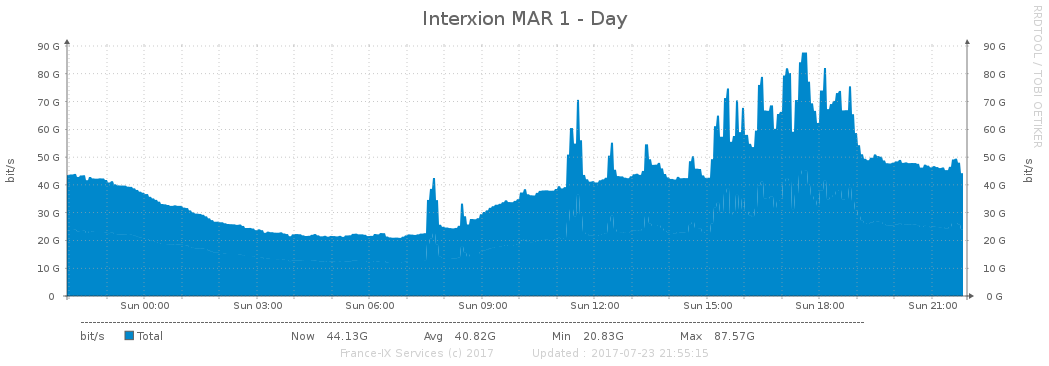 Interxion MAR 1 - Day
RRDTOOL / TOBI OETIKER
bit/s
90 G
80 G
70 G
60 G
50 G
40 G
30 G
20 G
10 G
0
90 G
80 G
70 G
60 G
50 G
40 G
30 G
20 G
10 G
0 G
bit/s
Sun 00:00 Sun 03:00 Sun 06:00 Sun 09:00 Sun 12:00 Sun 15:00 Sun 18:00 Sun 21:00
bit/s Total Now 44.13G Avg 40.82G Min 20.83G Max 87.57G
France-IX Services (c) 2017 Updated : 2017-07-23 21:55:15